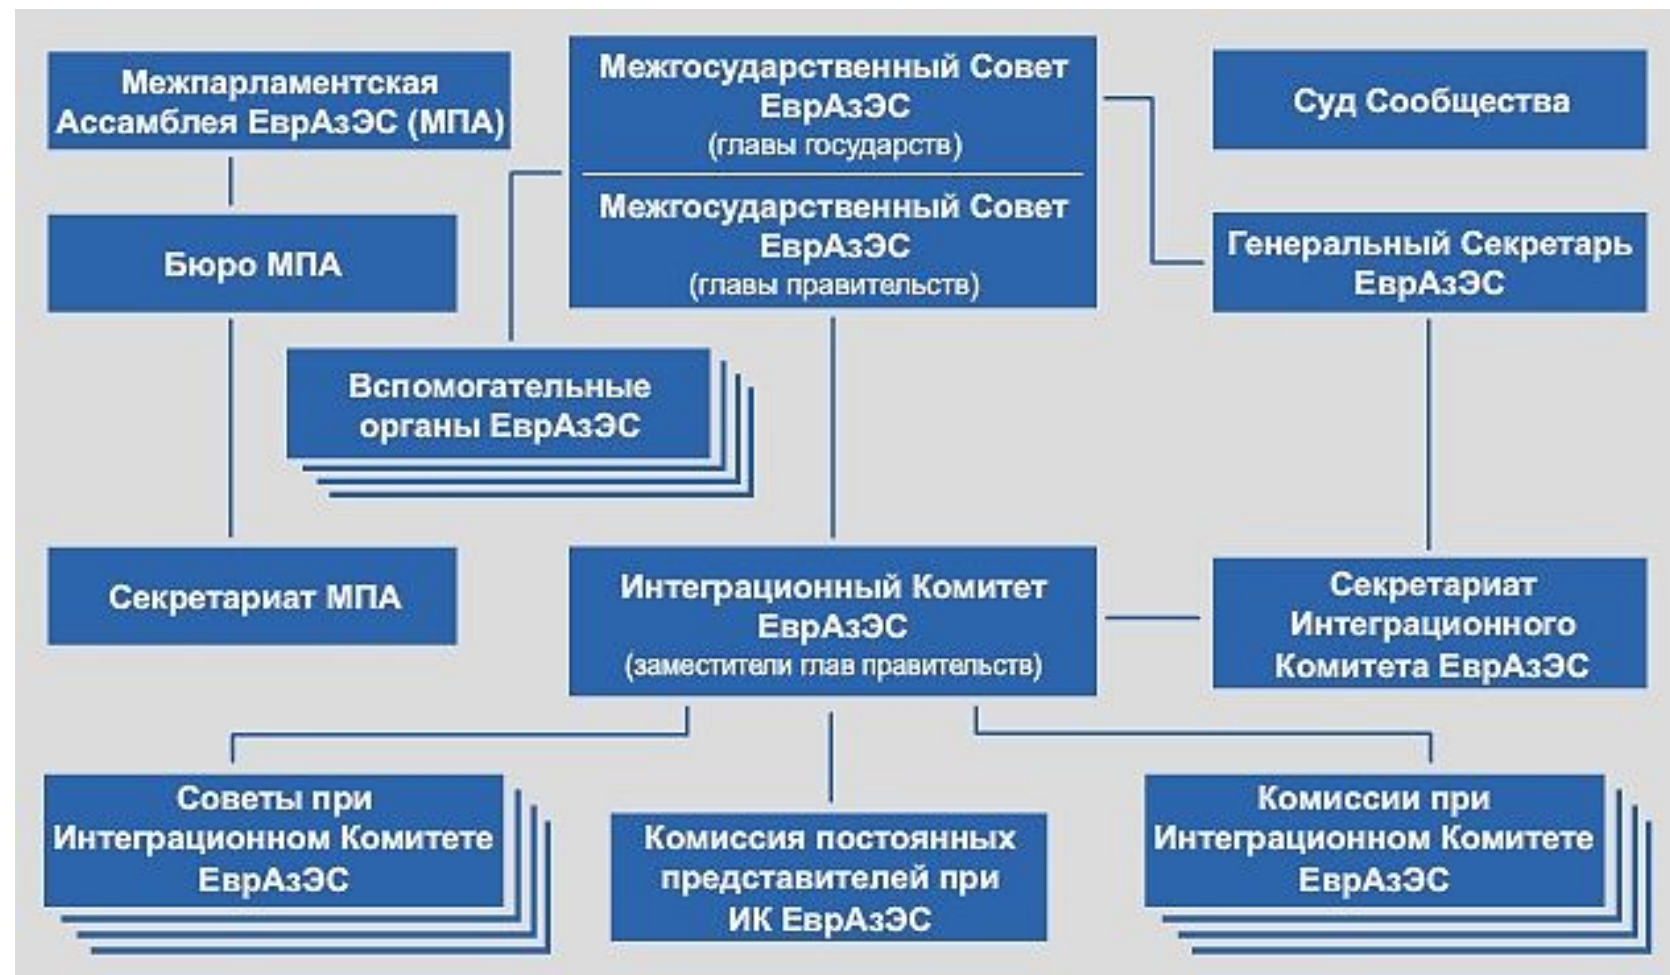 Межпарламентская
Ассамблея ЕврАзЭС (МПА)
Межгосударственный Совет
ЕврАзЭС
(главы государств)
Межгосударственный Совет
ЕврАзЭС
(главы правительств)
Суд Сообщества
Бюро МПА
Генеральный Секретарь
ЕврАзЭС
Вспомогательные
органы ЕврАзЭС
Секретариат МПА
Интеграционный Комитет
ЕврАзЭС
(заместители глав правительств)
Секретариат
Интеграционного
Комитета ЕврАзЭС
Советы при
Интеграционном Комитете
ЕврАзЭС
Комиссия постоянных
представителей при
ИК ЕврАзЭС
Комиссии при
Интеграционном Комитете
ЕврАзЭС